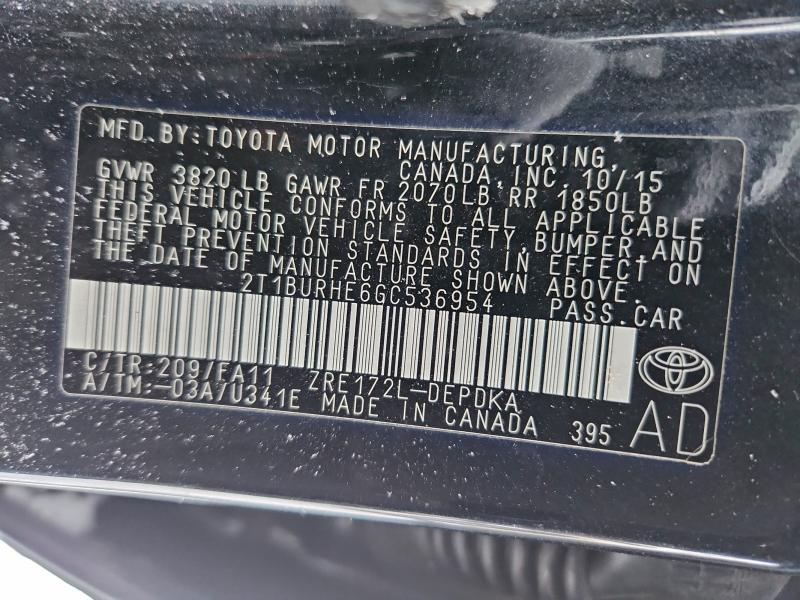 MFD. BY: TOYOTA MOTOR MANUFACTURING,
CANADA, INC. 10/15
GVWR 3820 LB GAWR FR 2070LB RR 1850LB
THIS VEHICLE CONFORMS TO ALL APPLICABLE
FEDERAL MOTOR VEHICLE SAFETY, BUMPER, AND
THEFT PREVENTION STANDARDS IN EFFECT ON
THE DATE OF MANUFACTURE SHOWN ABOVE.
2T1BURHE6GC536954 PASS.CAR
C/TR:209/FA11 ZRE172L-DEPDKA
A/TM:-03A/U341E MADE IN CANADA 395
AD